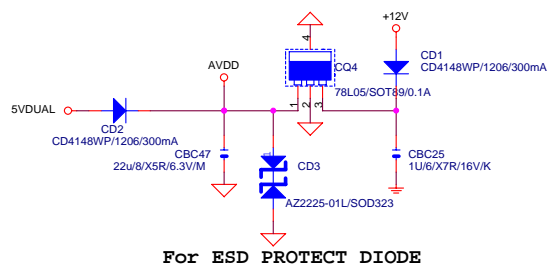 +12V
4
CQ4
CD1
CD4148WP/1206/300mA
AVDD
78L05/SOT89/0.1A
5VDUAL
1
2
3
CD2
CD4148WP/1206/300mA
CBC47
22u/8/X5R/6.3V/M
1
CD3
CBC25
1U/6/X7R/16V/K
AZ2225-01L/SOD323
For ESD PROTECT DIODE